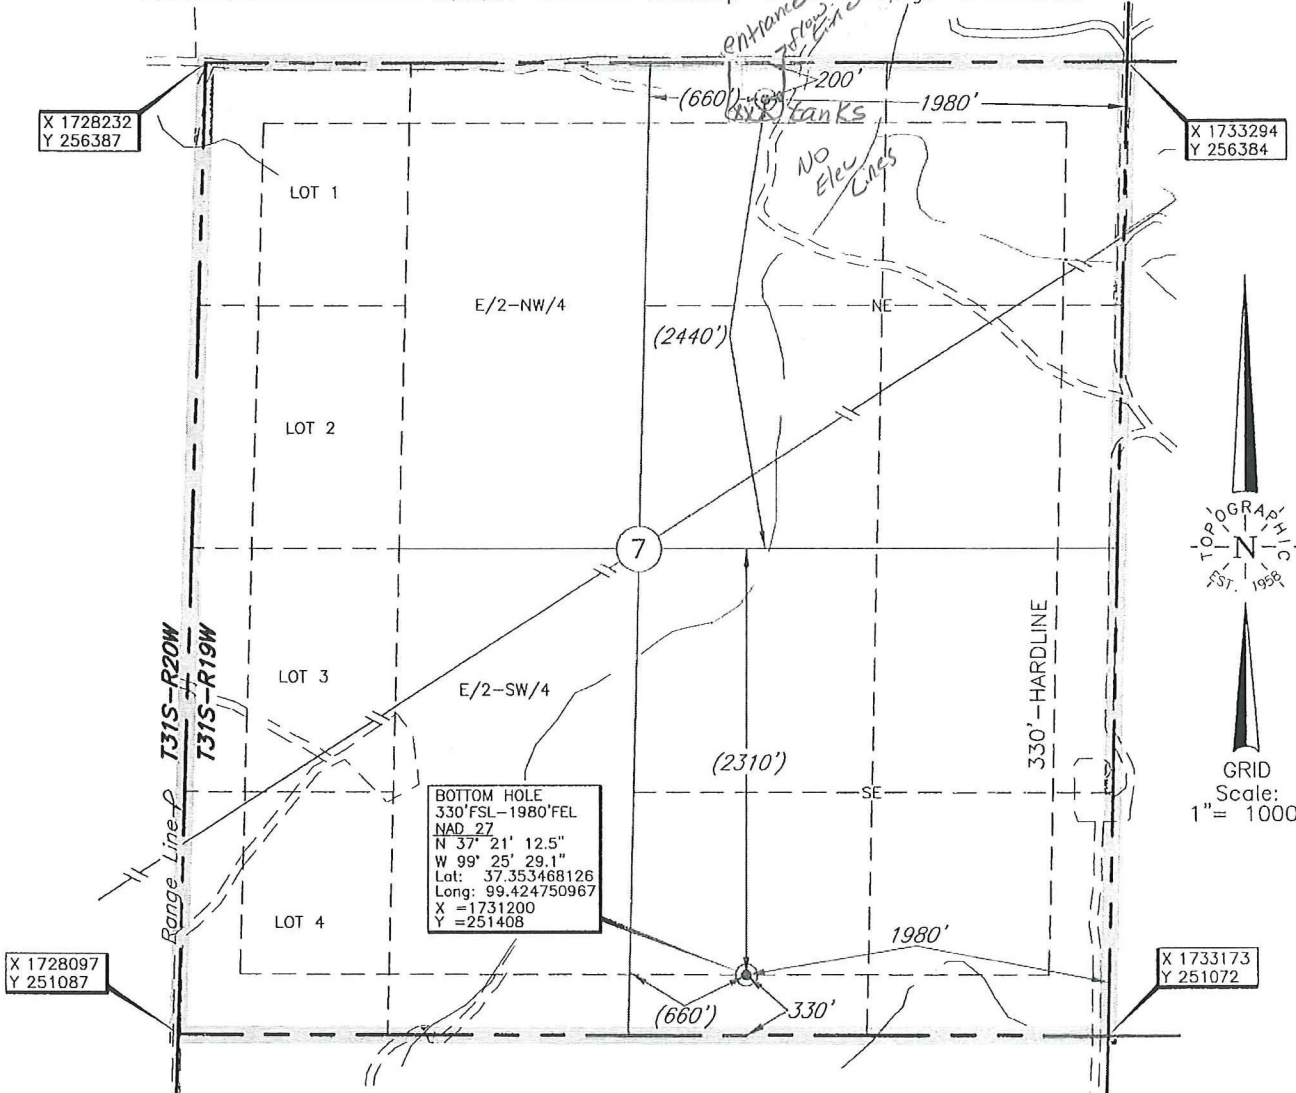 entrance
flow
Line
200'
(660')
1980'
xxx
tanks
X 1728232
Y 256387
X 1733294
Y 256384
NO
Elev
Lines
LOT 1
E/2-NW/4
NE
(2440')
LOT 2
TOPOGRAPHIC
N
EST. 1958
7
T31S-R20W
T31S-R19W
LOT 3
E/2-SW/4
330'-HARDLINE
(2310')
GRID
Scale:
1"= 1000
SE
BOTTOM HOLE
330'FSL-1980'FEL
NAD 27
N 37° 21' 12.5"
W 99° 25' 29.1"
Lat: 37.353468126
Long: 99.424750967
X =1731200
Y =251408
Range Line
LOT 4
1980'
X 1728097
Y 251087
X 1733173
Y 251072
(660')
330'